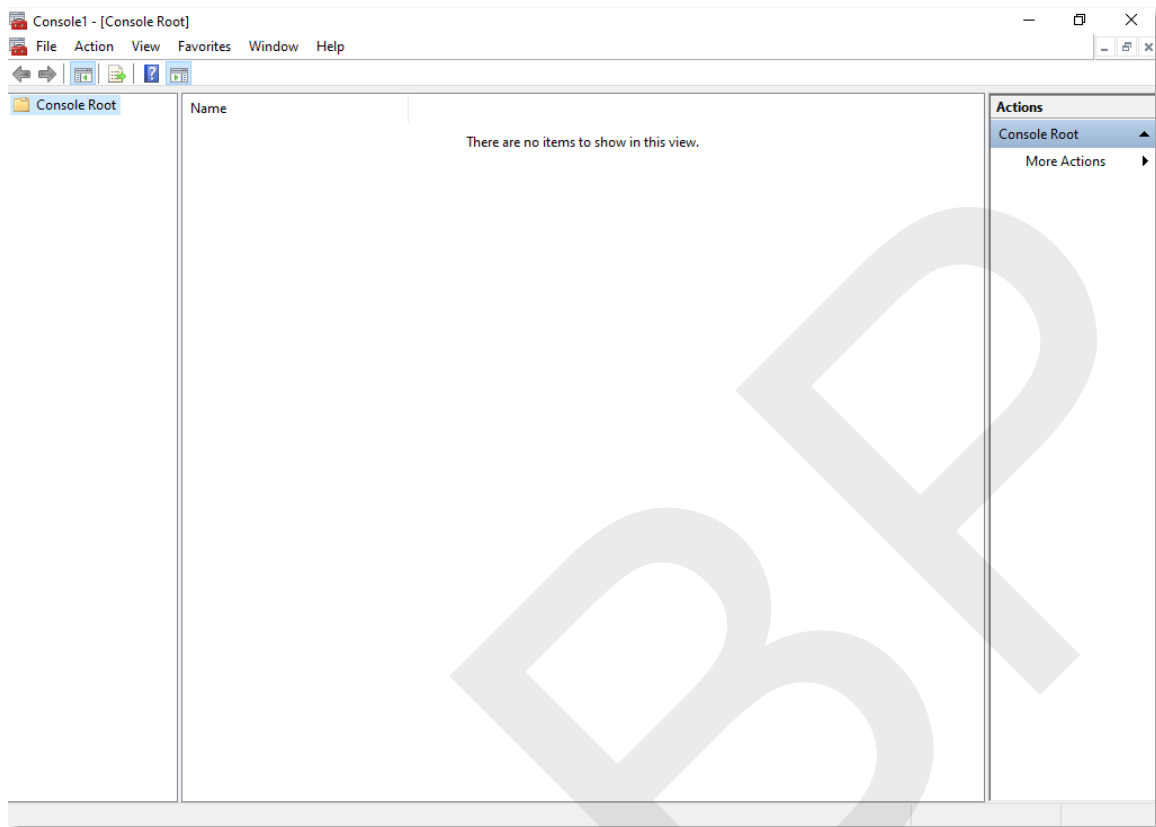 Console1 - [Console Root]
File Action View Favorites Window Help
Console Root
Name
There are no items to show in this view.
Actions
Console Root
More Actions
BP